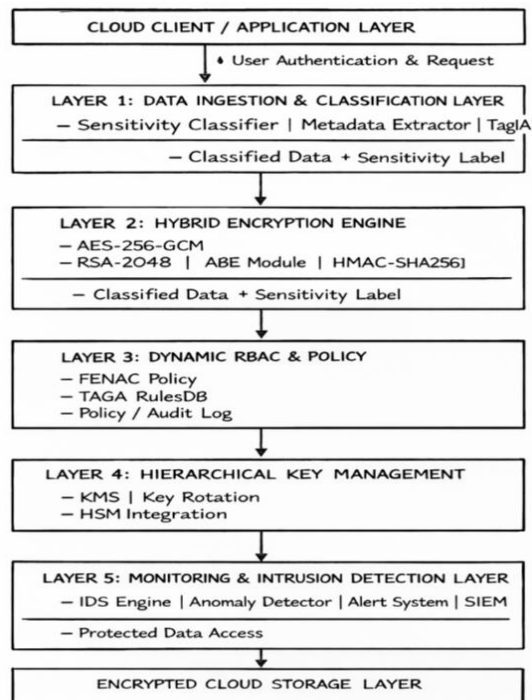 CLOUD CLIENT / APPLICATION LAYER
• User Authentication & Request
LAYER 1: DATA INGESTION & CLASSIFICATION LAYER
– Sensitivity Classifier | Metadata Extractor | TagIA
– Classified Data + Sensitivity Label
LAYER 2: HYBRID ENCRYPTION ENGINE
– AES-256-GCM
– RSA-2048 | ABE Module | HMAC-SHA256]
– Classified Data + Sensitivity Label
LAYER 3: DYNAMIC RBAC & POLICY
– FENAC Policy
– TAGA RulesDB
– Policy / Audit Log
LAYER 4: HIERARCHICAL KEY MANAGEMENT
– KMS | Key Rotation
– HSM Integration
LAYER 5: MONITORING & INTRUSION DETECTION LAYER
– IDS Engine | Anomaly Detector | Alert System | SIEM
– Protected Data Access
ENCRYPTED CLOUD STORAGE LAYER